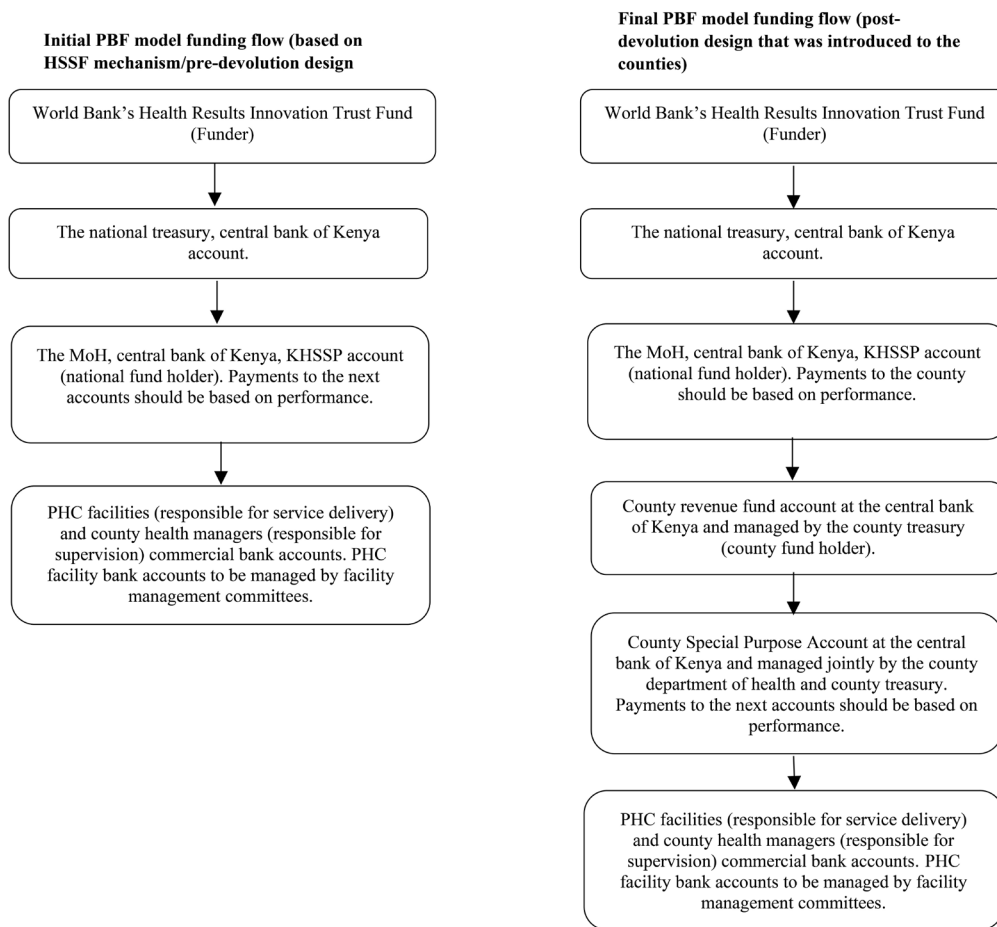 Initial PBF model funding flow (based on
HSSF mechanism/pre-devolution design
World Bank's Health Results Innovation Trust Fund
(Funder)
The national treasury, central bank of Kenya
account.
The MoH, central bank of Kenya, KHSSP account
(national fund holder). Payments to the next
accounts should be based on performance.
PHC facilities (responsible for service delivery)
and county health managers (responsible for
supervision) commercial bank accounts. PHC
facility bank accounts to be managed by facility
management committees.
Final PBF model funding flow (post-
devolution design that was introduced to the
counties)
World Bank's Health Results Innovation Trust Fund
(Funder)
The national treasury, central bank of Kenya
account.
The MoH, central bank of Kenya, KHSSP account
(national fund holder). Payments to the county
should be based on performance.
County revenue fund account at the central bank
of Kenya and managed by the county treasury
(county fund holder).
County Special Purpose Account at the central
bank of Kenya and managed jointly by the county
department of health and county treasury.
Payments to the next accounts should be based on
performance.
PHC facilities (responsible for service delivery)
and county health managers (responsible for
supervision) commercial bank accounts. PHC
facility bank accounts to be managed by facility
management committees.